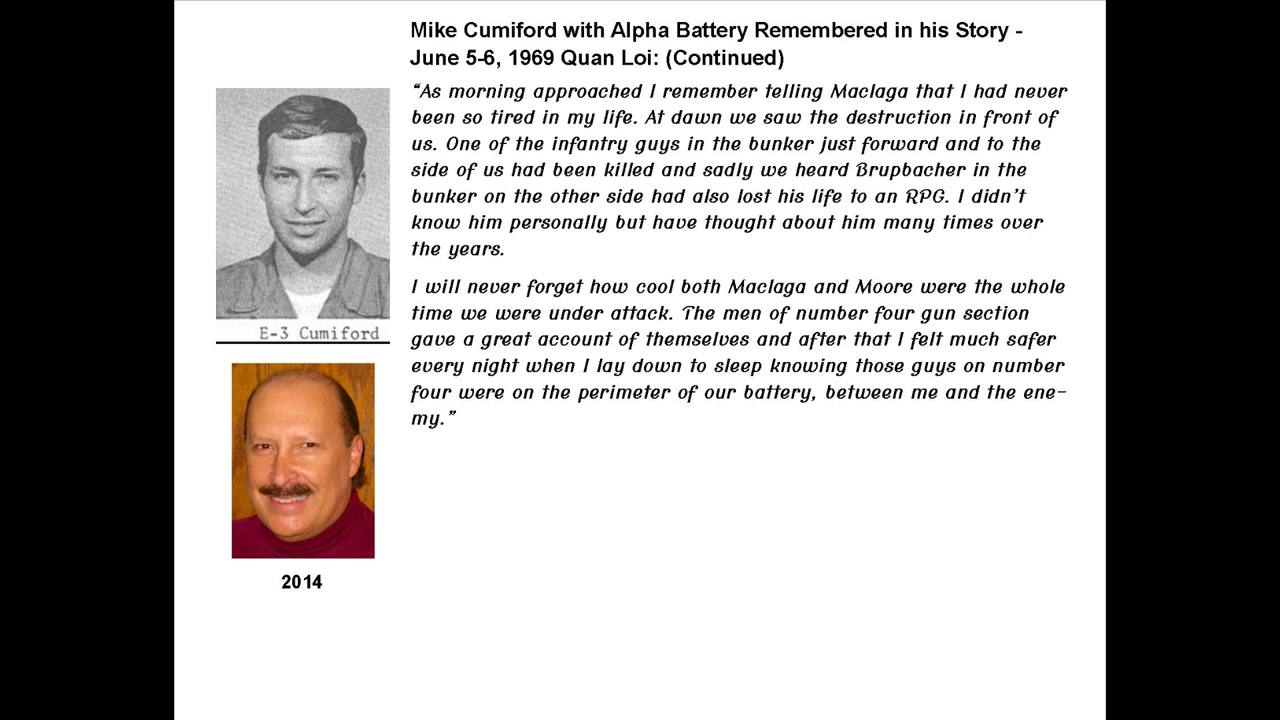 Mike Cumiford with Alpha Battery Remembered in his Story -
June 5-6, 1969 Quan Loi: (Continued)
“As morning approached I remember telling Maclaga that I had never
been so tired in my life. At dawn we saw the destruction in front of
us. One of the infantry guys in the bunker just forward and to the
side of us had been killed and sadly we heard Brupbacher in the
bunker on the other side had also lost his life to an RPG. I didn’t
know him personally but have thought about him many times over
the years.
I will never forget how cool both Maclaga and Moore were the whole
time we were under attack. The men of number four gun section
gave a great account of themselves and after that I felt much safer
every night when I lay down to sleep knowing those guys on number
four were on the perimeter of our battery, between me and the ene-
my.”
E-3 Cumiford
2014